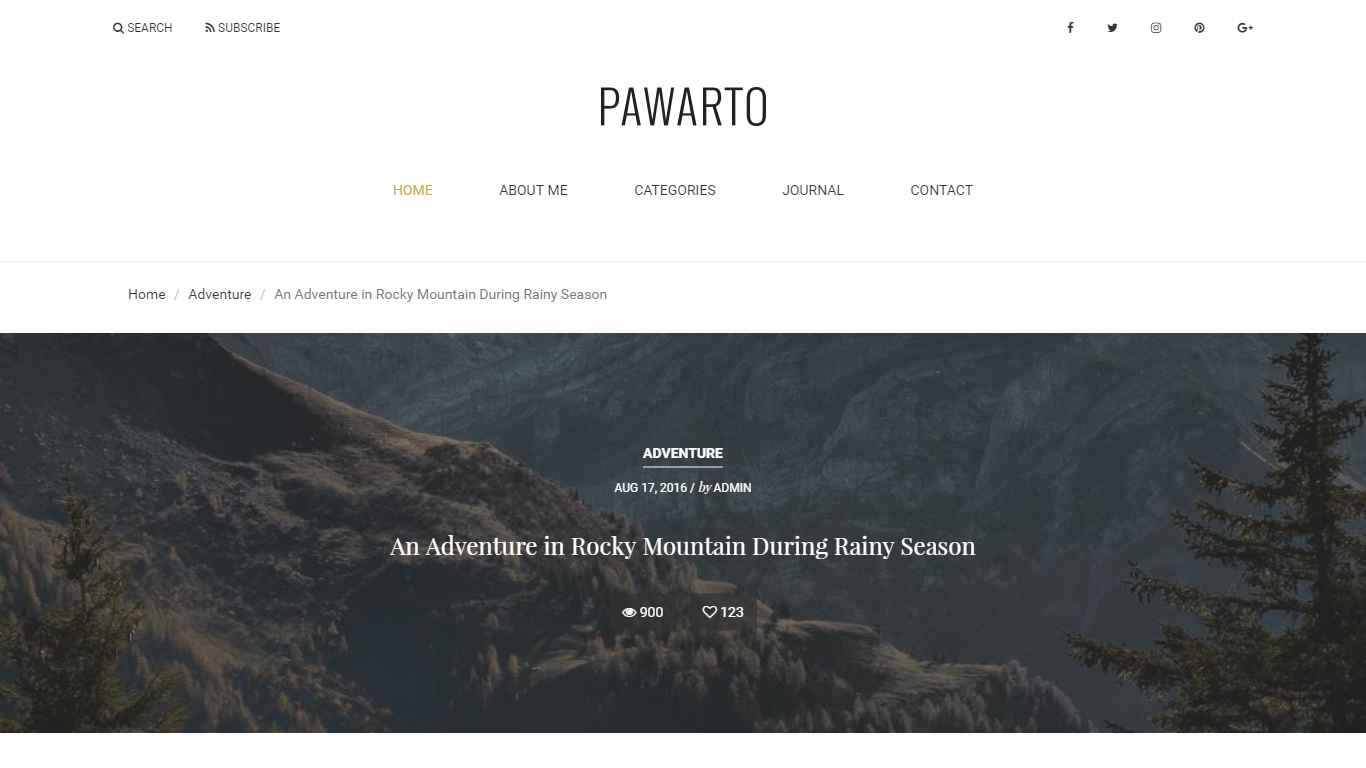 SEARCH SUBSCRIBE
PAWARTO
HOME ABOUT ME CATEGORIES JOURNAL CONTACT
Home / Adventure / An Adventure in Rocky Mountain During Rainy Season
ADVENTURE
AUG 17, 2016 / by ADMIN
An Adventure in Rocky Mountain During Rainy Season
900 123